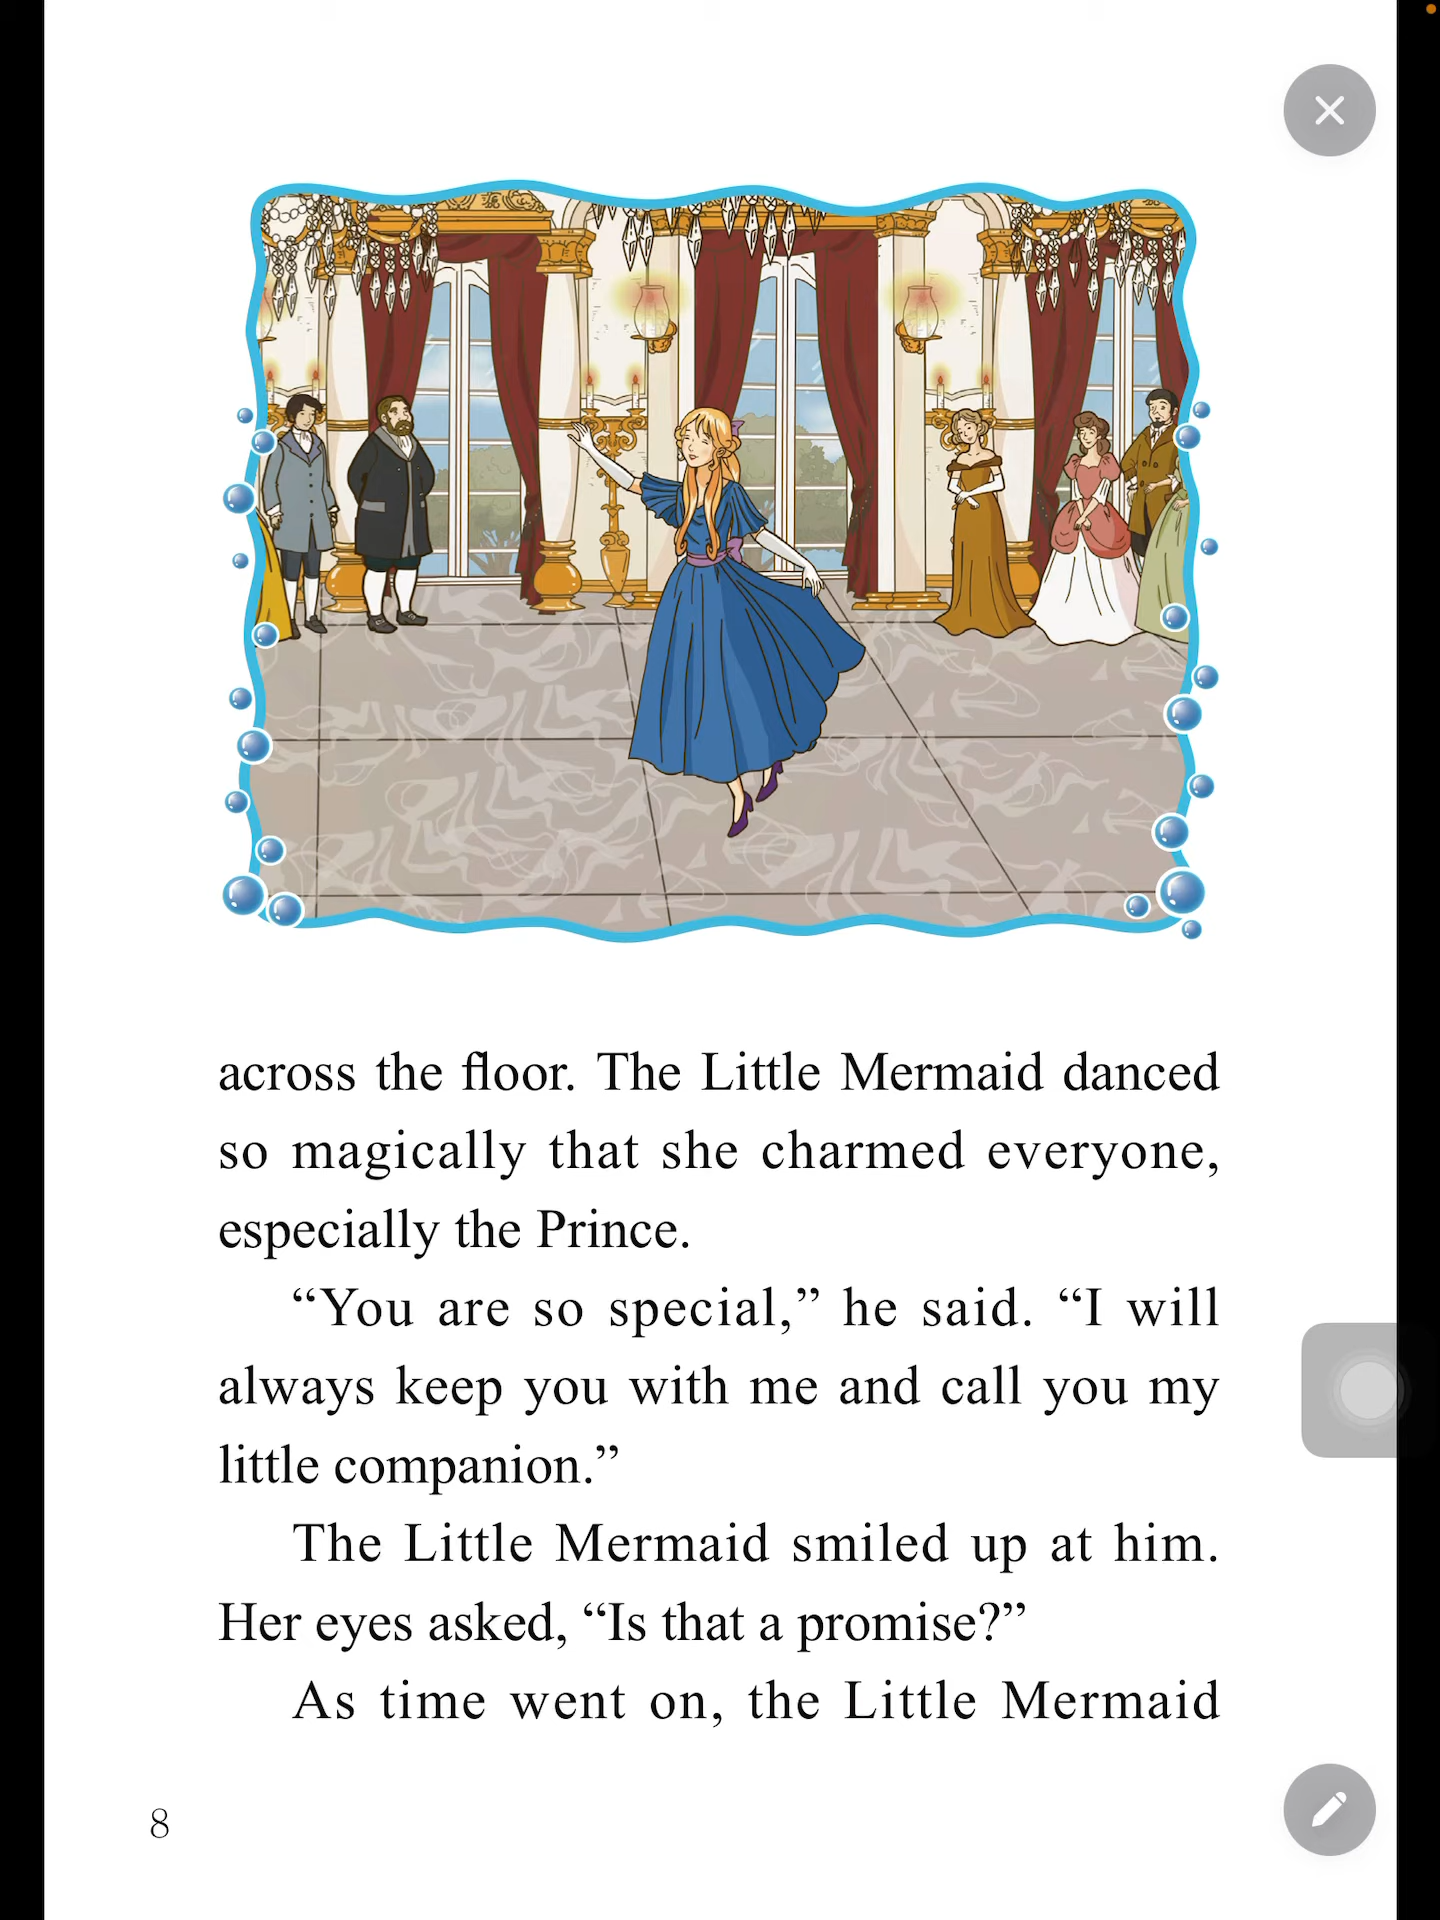 across the floor. The Little Mermaid danced
so magically that she charmed everyone,
especially the Prince.
“You are so special,” he said. “I will
always keep you with me and call you my
little companion.”
The Little Mermaid smiled up at him.
Her eyes asked, “Is that a promise?”
As time went on, the Little Mermaid
8